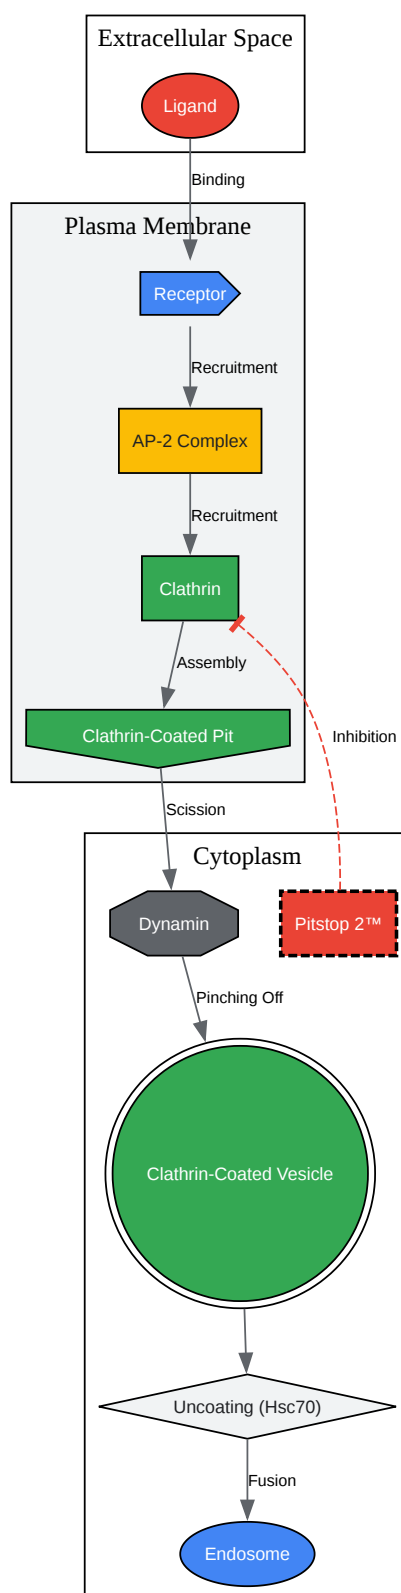 Extracellular Space
Ligand
Binding
Plasma Membrane
Receptor
Recruitment
AP-2 Complex
Recruitment
Clathrin
Assembly
Clathrin-Coated Pit
Inhibition
Scission
Cytoplasm
Dynamin
Pitstop 2™
Pinching Off
Clathrin-Coated Vesicle
Uncoating (Hsc70)
Fusion
Endosome